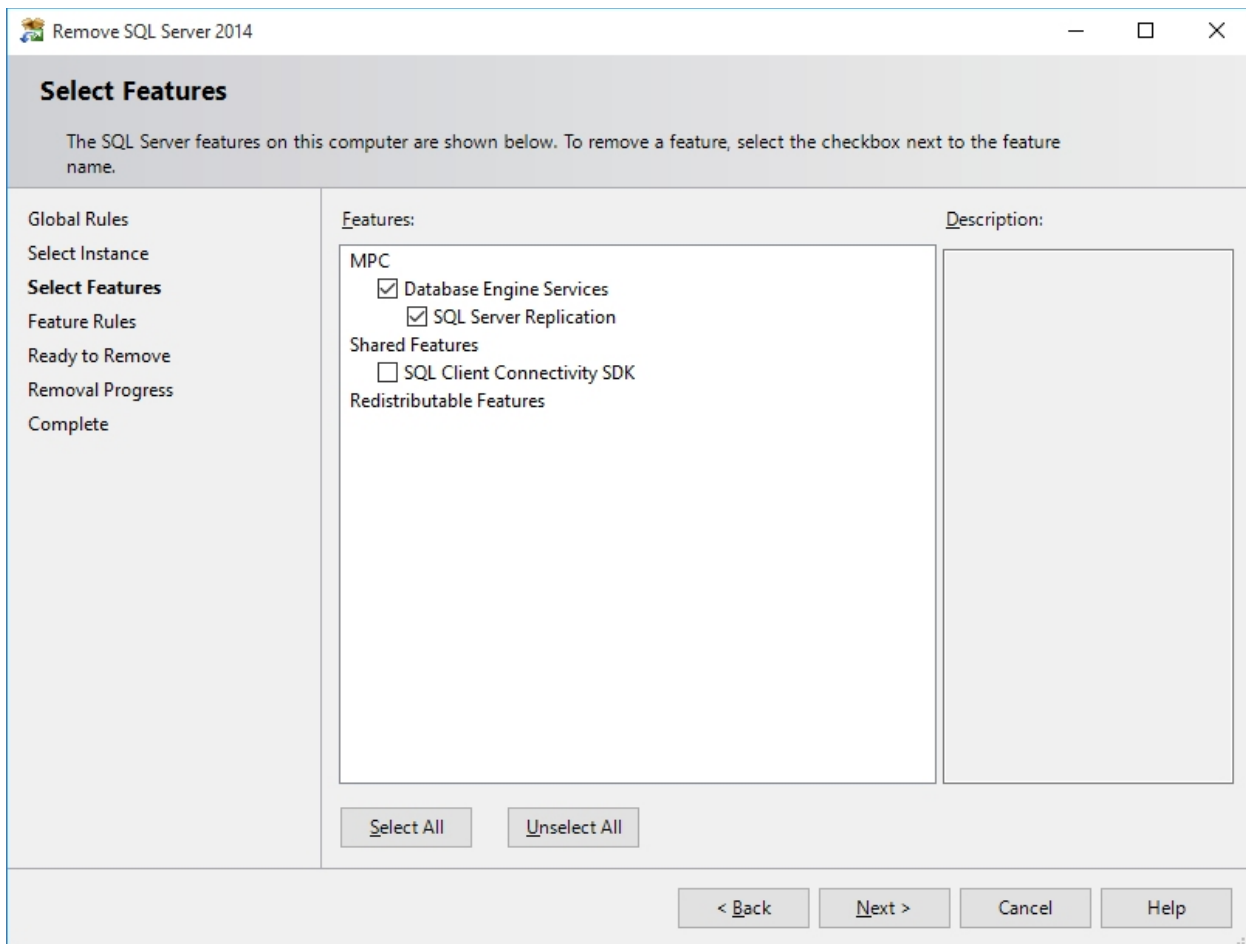 Remove SQL Server 2014
Select Features
The SQL Server features on this computer are shown below. To remove a feature, select the checkbox next to the feature
name.
Global Rules
Select Instance
Select Features
Feature Rules
Ready to Remove
Removal Progress
Complete
Features:
MPC
Database Engine Services
SQL Server Replication
Shared Features
SQL Client Connectivity SDK
Redistributable Features
Description:
Select All
Unselect All
< Back
Next >
Cancel
Help